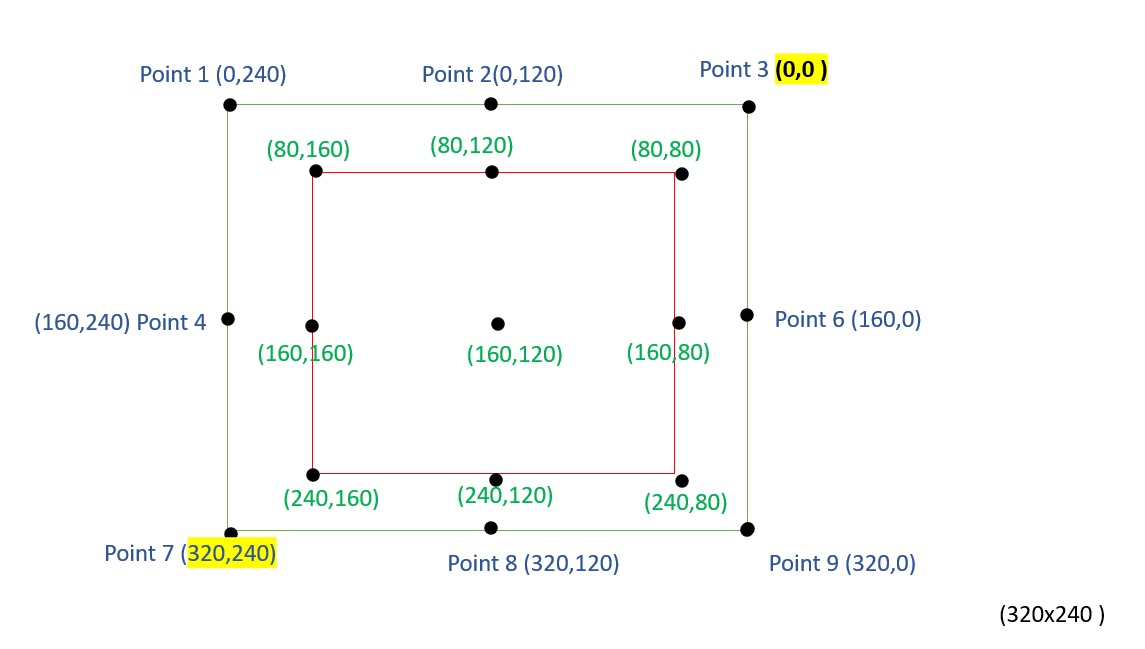 Point 1 (0,240)
Point 2(0,120)
Point 3 (0,0 )
(80,160)
(80,120)
(80,80)
(160,240) Point 4
Point 6 (160,0)
(160,160)
(160,120)
(160,80)
(240,160)
(240,120)
(240,80)
Point 7 (320,240)
Point 8 (320,120)
Point 9 (320,0)
(320x240 )